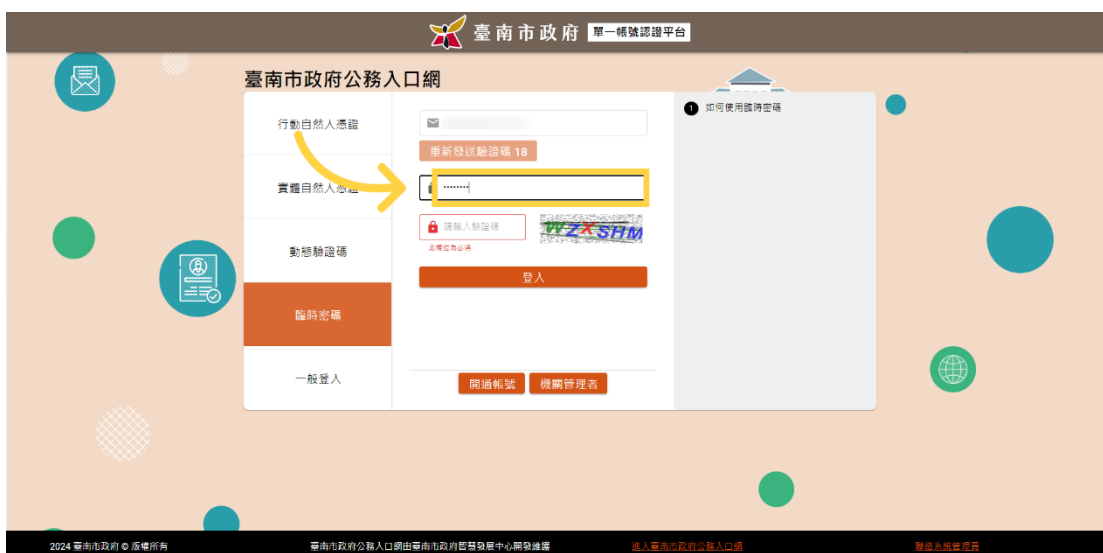 臺南市政府 單一帳號認證平台
臺南市政府公務入口網
行動自然人憑證
實體自然人憑證
動態驗證碼
臨時密碼
一般登入
重新發送驗證碼 18
········
請輸入驗證碼
WZXSHM
此欄位為必填
登入
開通帳號
機關管理者
1 如何使用臨時密碼
2024 臺南市政府 © 版權所有
臺南市政府公務入口網由臺南市政府智慧發展中心開發維護
進入臺南市政府公務入口網
聯絡系統管理員